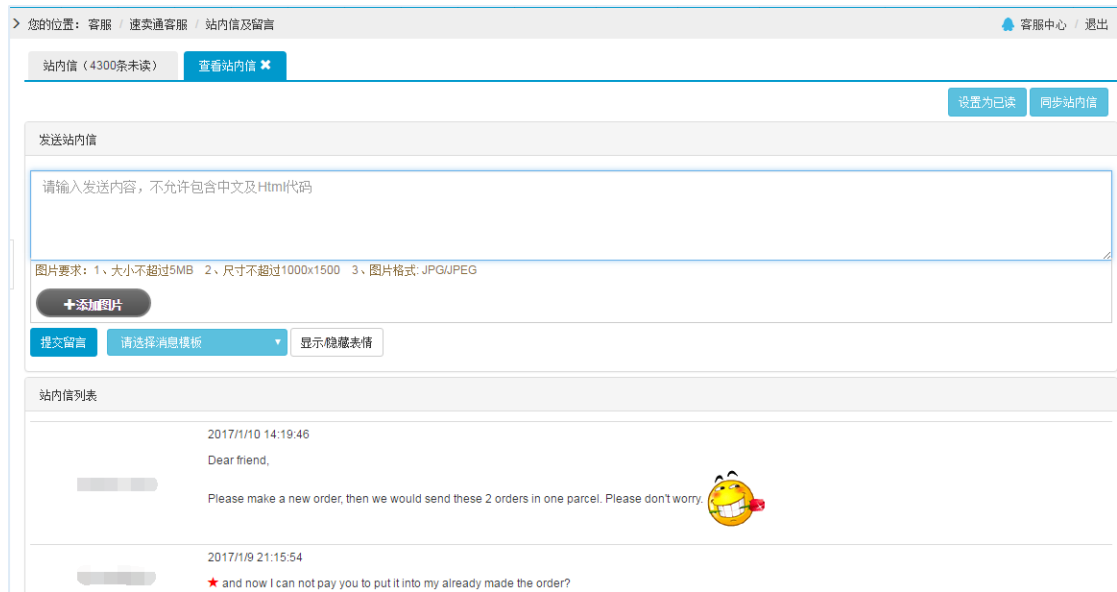 您的位置： 客服 / 速卖通客服 / 站内信及留言
客服中心 / 退出
站内信（4300条未读）
查看站内信 ✖
设置为已读
同步站内信
发送站内信
请输入发送内容，不允许包含中文及Html代码
图片要求：1、大小不超过5MB 2、尺寸不超过1000x1500 3、图片格式: JPG/JPEG
✚添加图片
提交留言
请选择消息模板
显示/隐藏表情
站内信列表
2017/1/10 14:19:46
Dear friend,
Please make a new order, then we would send these 2 orders in one parcel. Please don't worry.
2017/1/9 21:15:54
★ and now I can not pay you to put it into my already made the order?